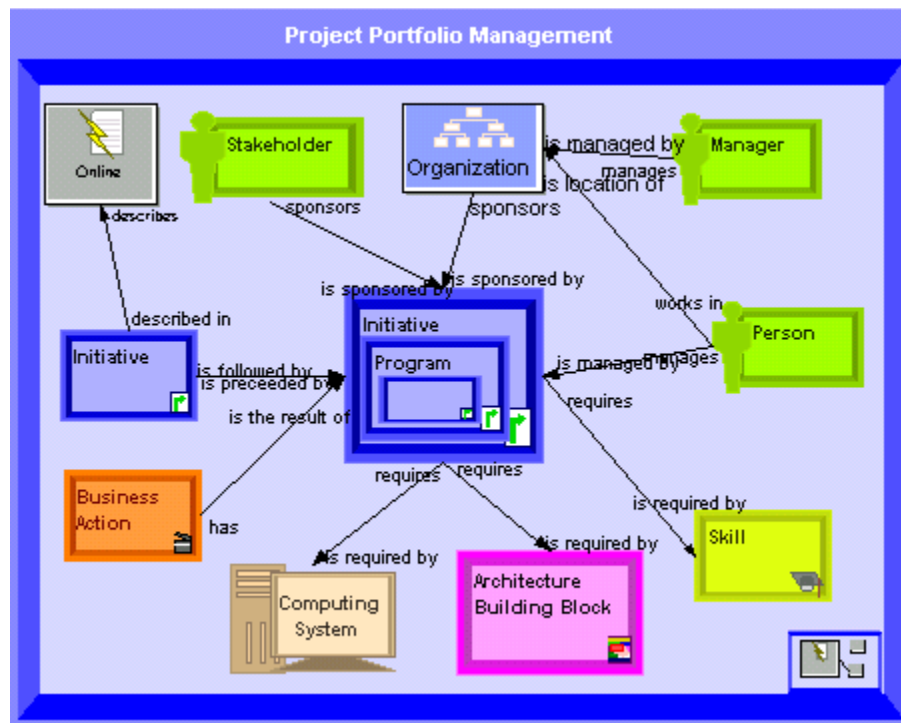 Project Portfolio Management
Online
Stakeholder
Organization
is managed by
Manager
manages
is location of
describes
sponsors
sponsors
is sponsored by
is sponsored by
described in
works in
Initiative
Initiative
Person
Program
is followed by
is preceeded by
is managed by
manages
is the result of
requires
requires
requires
Business
Action
has
is required by
is required by
is required by
Skill
Computing
System
Architecture
Building Block